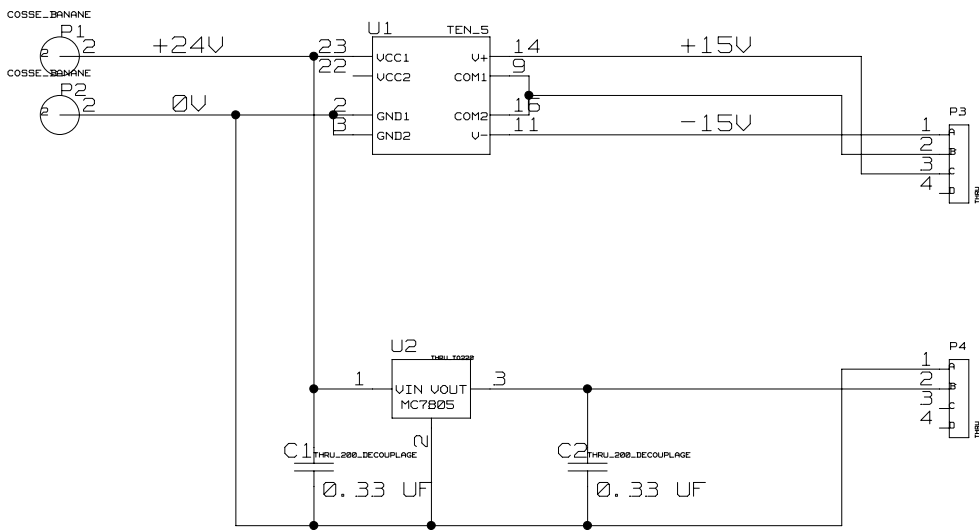 COSSE_BANANE
P1
2
2
+24V
COSSE_BANANE
P2
2
2
0V
U1
TEN_5
23
22
2
3
VCC1
VCC2
GND1
GND2
V+
COM1
COM2
V-
14
9
16
11
+15V
-15V
P3
1
2
3
4
A
B
C
D
THRU
U2
THRU_TO220
1
VIN VOUT
MC7805
3
2
C1
THRU_200_DECOUPLAGE
0.33 UF
C2
THRU_200_DECOUPLAGE
0.33 UF
P4
1
2
3
4
A
B
C
D
THRU